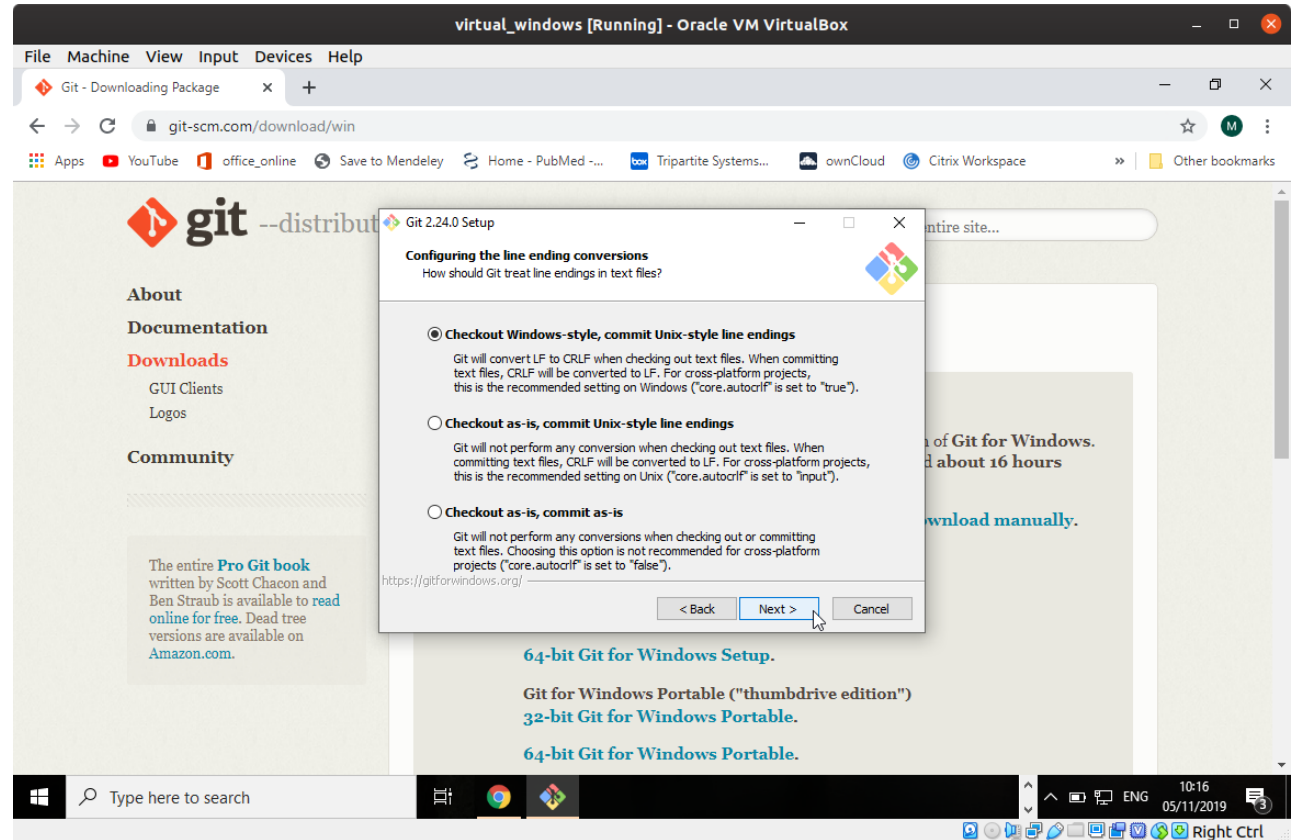 virtual_windows [Running] - Oracle VM VirtualBox
File Machine View Input Devices Help
Git - Downloading Package
git-scm.com/download/win
M
Apps YouTube office_online Save to Mendeley Home - PubMed -... box Tripartite Systems... ownCloud Citrix Workspace » Other bookmarks
git --distribut
ntire site...
About
Documentation
Downloads
GUI Clients
Logos
Community
The entire Pro Git book
written by Scott Chacon and
Ben Straub is available to read
online for free. Dead tree
versions are available on
Amazon.com.
Git 2.24.0 Setup
Configuring the line ending conversions
How should Git treat line endings in text files?
Checkout Windows-style, commit Unix-style line endings
Git will convert LF to CRLF when checking out text files. When committing
text files, CRLF will be converted to LF. For cross-platform projects,
this is the recommended setting on Windows ("core.autocrlf" is set to "true").
Checkout as-is, commit Unix-style line endings
Git will not perform any conversion when checking out text files. When
committing text files, CRLF will be converted to LF. For cross-platform projects,
this is the recommended setting on Unix ("core.autocrlf" is set to "input").
Checkout as-is, commit as-is
Git will not perform any conversions when checking out or committing
text files. Choosing this option is not recommended for cross-platform
projects ("core.autocrlf" is set to "false").
https://gitforwindows.org/
< Back Next > Cancel
of Git for Windows.
about 16 hours
wnload manually.
64-bit Git for Windows Setup.
Git for Windows Portable ("thumbdrive edition")
32-bit Git for Windows Portable.
64-bit Git for Windows Portable.
Type here to search
ENG
10:16
05/11/2019
3
Right Ctrl